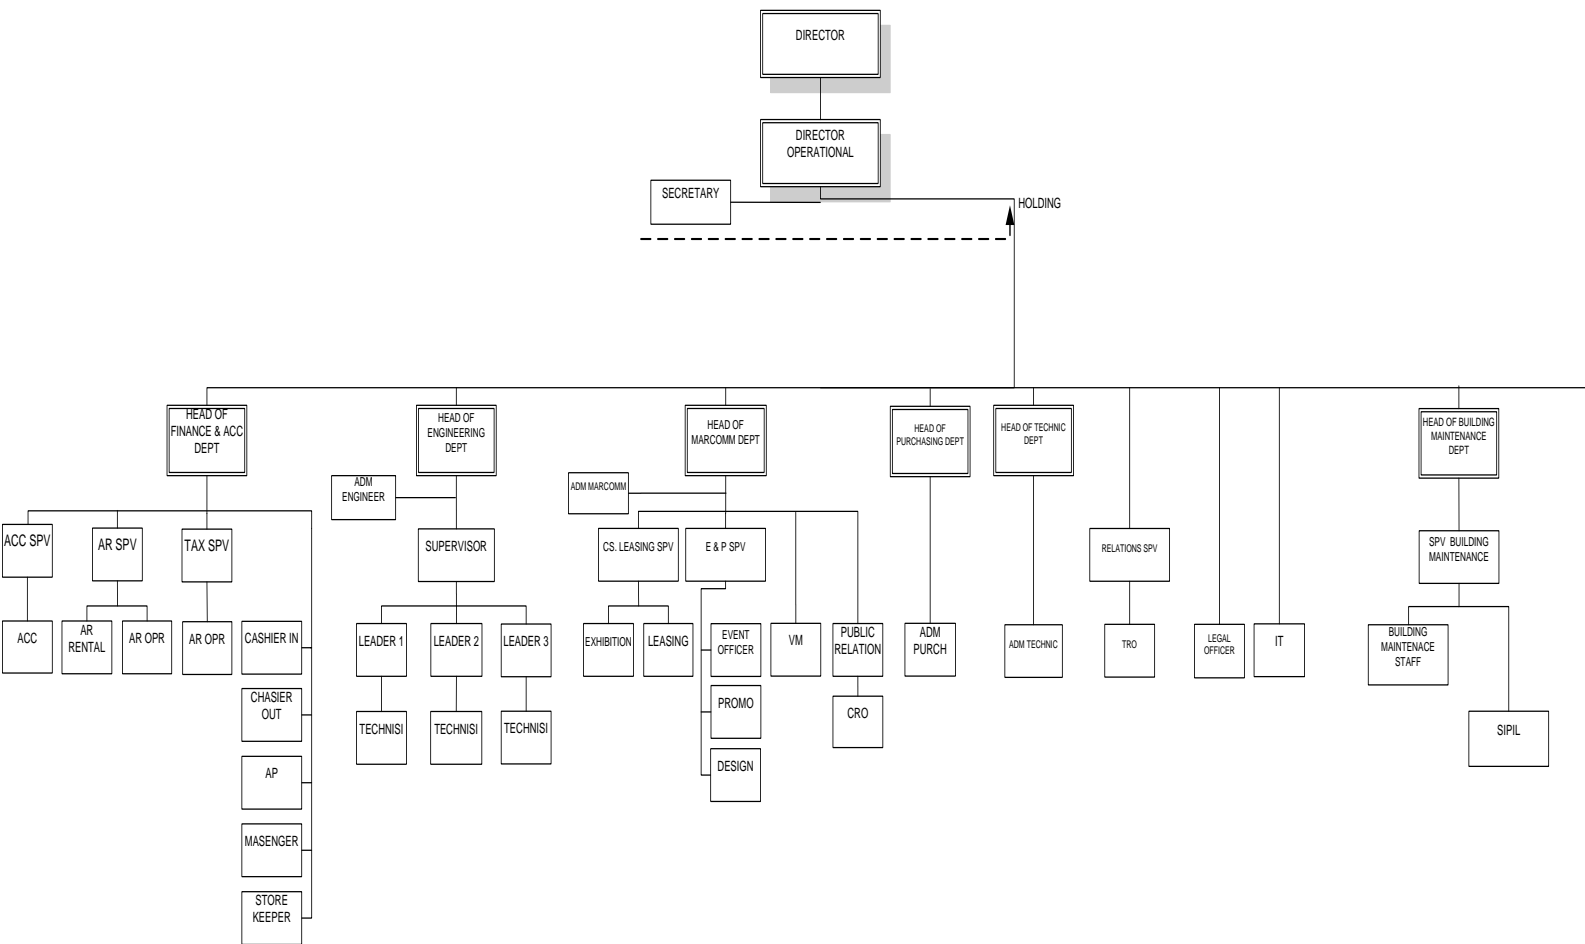 DIRECTOR
DIRECTOR
OPERATIONAL
SECRETARY
HOLDING
HEAD OF
FINANCE & ACC
DEPT
HEAD OF
ENGINEERING
DEPT
HEAD OF
MARCOMM DEPT
HEAD OF
PURCHASING DEPT
HEAD OF TECHNIC
DEPT
HEAD OF BUILDING
MAINTENANCE
DEPT
ADM
ENGINEER
ADM MARCOMM
ACC SPV
AR SPV
TAX SPV
SUPERVISOR
CS. LEASING SPV
E & P SPV
RELATIONS SPV
SPV BUILDING
MAINTENANCE
ACC
AR
RENTAL
AR OPR
AR OPR
CASHIER IN
LEADER 1
LEADER 2
LEADER 3
EXHIBITION
LEASING
EVENT
OFFICER
VM
PUBLIC
RELATION
ADM
PURCH
ADM TECHNIC
TRO
LEGAL
OFFICER
IT
BUILDING
MAINTENACE
STAFF
CHASIER
OUT
TECHNISI
TECHNISI
TECHNISI
PROMO
CRO
SIPIL
AP
DESIGN
MASENGER
STORE
KEEPER